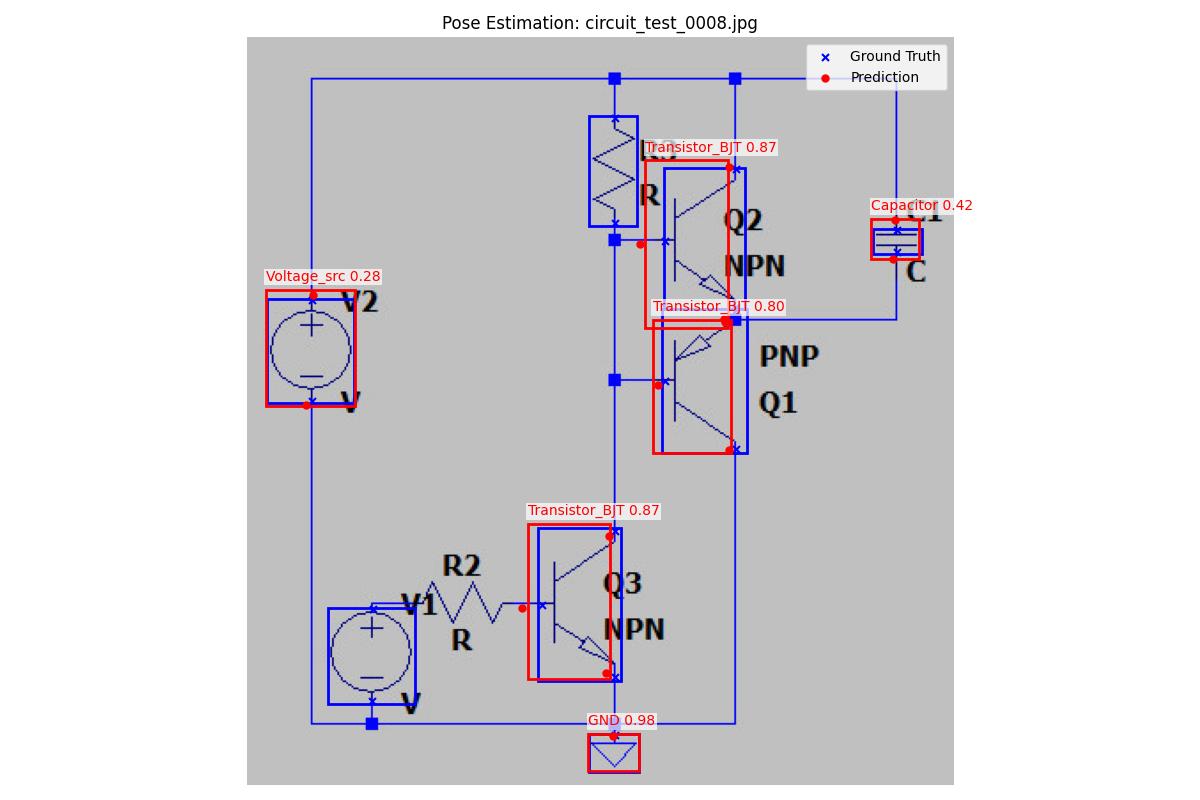 Pose Estimation: circuit_test_0008.jpg
Ground Truth
Prediction
Transistor_BJT 0.87
R
Q2
NPN
Capacitor 0.42
C1
C
Voltage_src 0.28
V2
V
Transistor_BJT 0.80
PNP
Q1
Transistor_BJT 0.87
R2
R
V1
V
Q3
NPN
GND 0.98